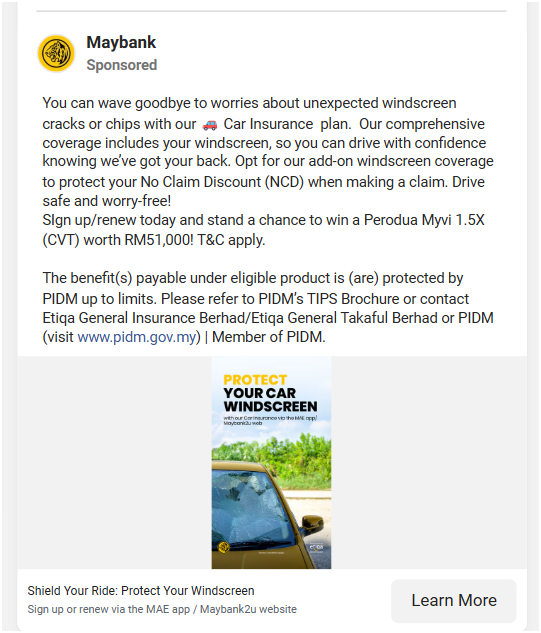 Maybank
Sponsored
You can wave goodbye to worries about unexpected windscreen
cracks or chips with our 🚙 Car Insurance plan. Our comprehensive
coverage includes your windscreen, so you can drive with confidence
knowing we've got your back. Opt for our add-on windscreen coverage
to protect your No Claim Discount (NCD) when making a claim. Drive
safe and worry-free!
SIgn up/renew today and stand a chance to win a Perodua Myvi 1.5X
(CVT) worth RM51,000! T&C apply.
The benefit(s) payable under eligible product is (are) protected by
PIDM up to limits. Please refer to PIDM's TIPS Brochure or contact
Etiqa General Insurance Berhad/Etiqa General Takaful Berhad or PIDM
(visit www.pidm.gov.my) | Member of PIDM.
PROTECT
YOUR CAR
WINDSCREEN
with our Car Insurance via the MAE app/
Maybank2u web
etiqa
Shield Your Ride: Protect Your Windscreen
Sign up or renew via the MAE app / Maybank2u website
Learn More